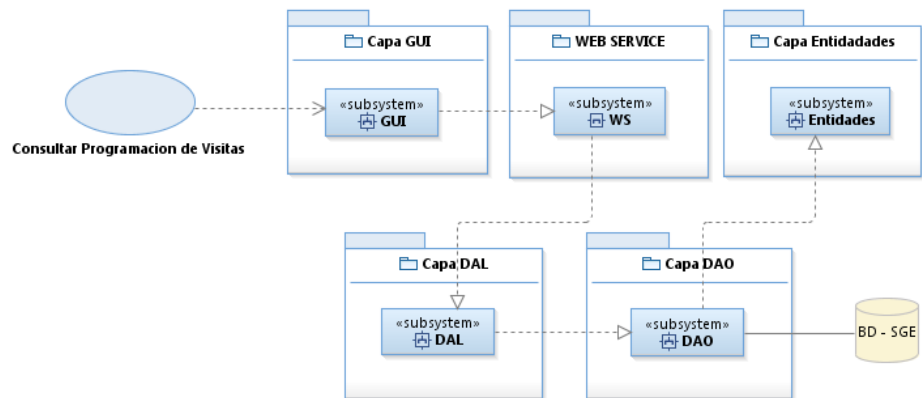 Capa GUI
WEB SERVICE
Capa Entidadades
«subsystem»
GUI
«subsystem»
WS
«subsystem»
Entidades
Consultar Programacion de Visitas
Capa DAL
Capa DAO
«subsystem»
DAL
«subsystem»
DAO
BD - SGE